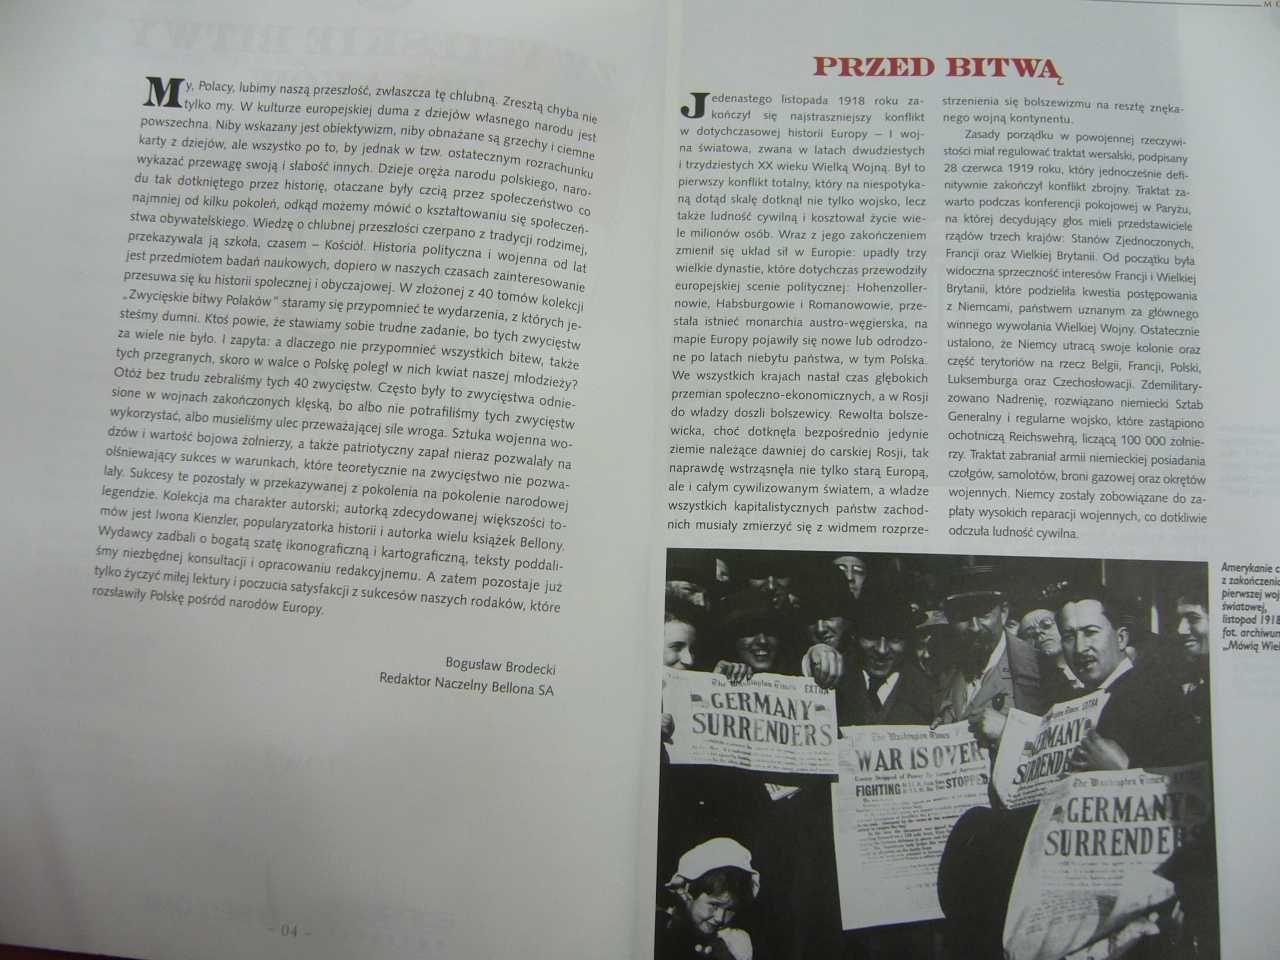 My, Polacy, lubimy naszą przeszłość, zwłaszcza tę chlubną. Zresztą chyba nie
tylko my. W kulturze europejskiej duma z dziejów własnego narodu jest
powszechna. Niby wskazany jest obiektywizm, niby obnażane są grzechy i ciemne
karty z dziejów, ale wszystko po to, by jednak w tzw. ostatecznym rozrachunku
wykazać przewagę swoją i słabość innych. Dzieje oręża narodu polskiego, naro-
du tak dotkniętego przez historię, otaczane były czcią przez społeczeństwo co
najmniej od kilku pokoleń, odkąd możemy mówić o kształtowaniu się społeczeń-
stwa obywatelskiego. Wiedzę o chlubnej przeszłości czerpano z tradycji rodzimej,
przekazywała ją szkoła, czasem – Kościół. Historia polityczna i wojenna od lat
jest przedmiotem badań naukowych, dopiero w naszych czasach zainteresowanie
przesuwa się ku historii społecznej i obyczajowej. W złożonej z 40 tomów kolekcji
„Zwycięskie bitwy Polaków” staramy się przypomnieć te wydarzenia, z których je-
steśmy dumni. Ktoś powie, że stawiamy sobie trudne zadanie, bo tych zwycięstw
za wiele nie było. I zapyta: a dlaczego nie przypomnieć wszystkich bitew, także
tych przegranych, skoro w walce o Polskę poległ w nich kwiat naszej młodzieży?
Otóż bez trudu zebraliśmy tych 40 zwycięstw. Często były to zwycięstwa odnie-
sione w wojnach zakończonych klęską, bo albo nie potrafiliśmy tych zwycięstw
wykorzystać, albo musieliśmy ulec przeważającej sile wroga. Sztuka wojenna wo-
dzów i wartość bojowa żołnierzy, a także patriotyczny zapał nieraz pozwalały na
olśniewający sukces w warunkach, które teoretycznie na zwycięstwo nie pozwa-
lały. Sukcesy te pozostały w przekazywanej z pokolenia na pokolenie narodowej
legendzie. Kolekcja ma charakter autorski; autorką zdecydowanej większości to-
mów jest Iwona Kienzler, popularyzatorka historii i autorka wielu książek Bellony.
Wydawcy zadbali o bogatą szatę ikonograficzną i kartograficzną, teksty poddali-
śmy niezbędnej konsultacji i opracowaniu redakcyjnemu. A zatem pozostaje już
tylko życzyć miłej lektury i poczucia satysfakcji z sukcesów naszych rodaków, które
rozsławiły Polskę pośród narodów Europy.
Bogusław Brodecki
Redaktor Naczelny Bellona SA
- 04 -
PRZED BITWĄ
Jedenastego listopada 1918 roku za-
kończył się najstraszniejszy konflikt
w dotychczasowej historii Europy – I woj-
na światowa, zwana w latach dwudziestych
i trzydziestych XX wieku Wielką Wojną. Był to
pierwszy konflikt totalny, który na niespotyka-
ną dotąd skalę dotknął nie tylko wojsko, lecz
także ludność cywilną i kosztował życie wie-
le milionów osób. Wraz z jego zakończeniem
zmienił się układ sił w Europie: upadły trzy
wielkie dynastie, które dotychczas przewodziły
europejskiej scenie politycznej: Hohenzoller-
nowie, Habsburgowie i Romanowowie, prze-
stała istnieć monarchia austro-węgierska, na
mapie Europy pojawiły się nowe lub odrodzo-
ne po latach niebytu państwa, w tym Polska.
We wszystkich krajach nastał czas głębokich
przemian społeczno-ekonomicznych, a w Rosji
do władzy doszli bolszewicy. Rewolta bolsze-
wicka, choć dotknęła bezpośrednio jedynie
ziemie należące dawniej do carskiej Rosji, tak
naprawdę wstrząsnęła nie tylko starą Europą,
ale i całym cywilizowanym światem, a władze
wszystkich kapitalistycznych państw zachod-
nich musiały zmierzyć się z widmem rozprze-
strzenienia się bolszewizmu na resztę znęka-
nego wojną kontynentu.
Zasady porządku w powojennej rzeczywi-
stości miał regulować traktat wersalski, podpisany
28 czerwca 1919 roku, który jednocześnie defi-
nitywnie zakończył konflikt zbrojny. Traktat za-
warto podczas konferencji pokojowej w Paryżu,
na której decydujący głos mieli przedstawiciele
rządów trzech krajów: Stanów Zjednoczonych,
Francji oraz Wielkiej Brytanii. Od początku była
widoczna sprzeczność interesów Francji i Wielkiej
Brytanii, które podzieliła kwestia postępowania
z Niemcami, państwem uznanym za głównego
winnego wywołania Wielkiej Wojny. Ostatecznie
ustalono, że Niemcy utracą swoje kolonie oraz
część terytoriów na rzecz Belgii, Francji, Polski,
Luksemburga oraz Czechosłowacji. Zdemilitary-
zowano Nadrenię, rozwiązano niemiecki Sztab
Generalny i regularne wojsko, które zastąpiono
ochotniczą Reichswehrą, liczącą 100 000 żołnie-
rzy. Traktat zabraniał armii niemieckiej posiadania
czołgów, samolotów, broni gazowej oraz okrętów
wojennych. Niemcy zostały zobowiązane do za-
płaty wysokich reparacji wojennych, co dotkliwie
odczuła ludność cywilna.
Amerykanie
z zakończeni
pierwszej woj
światowej,
listopad 1918
fot. archiwum
„Mówią Wie
The Washington Times EXTRA
GERMANY
SURRENDERS
The Washington Times
WAR IS OVER
FIGHTING STOPPED
EXTRA
GERMANY
SURRENDE
The Washington Times
GERMANY
SURRENDERS